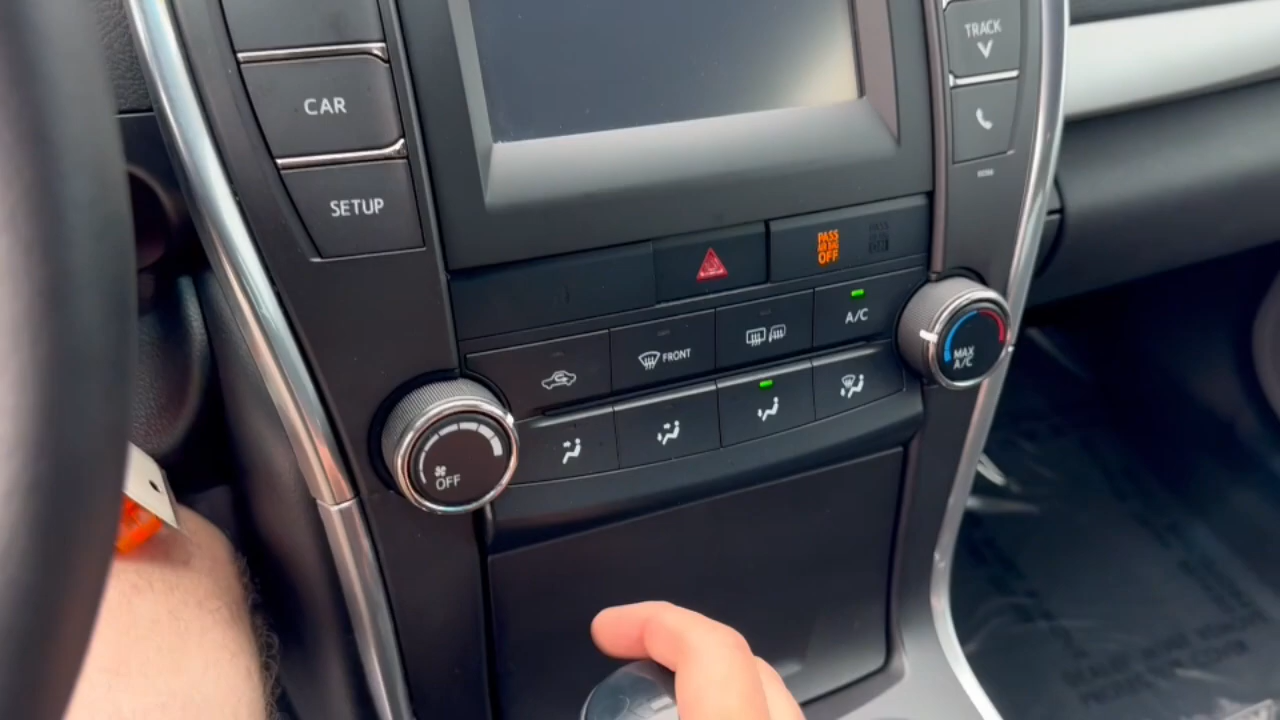 TRACK
CAR
SETUP
PASS
AIR BAG
OFF
A/C
FRONT
MAX
A/C
OFF